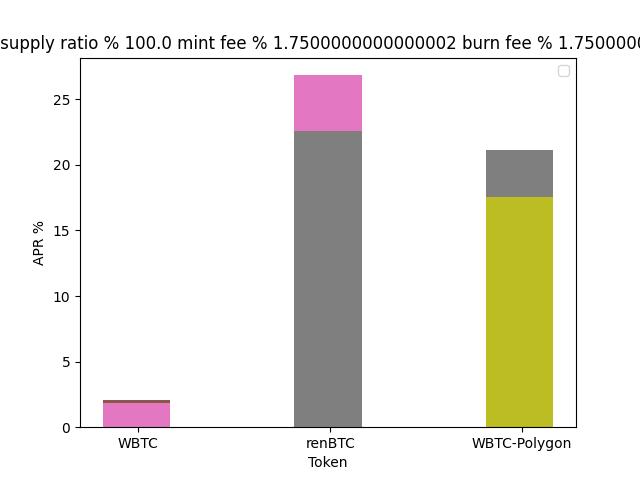 supply ratio % 100.0 mint fee % 1.7500000000000002 burn fee % 1.750000
25
20
15
10
5
0
APR %
WBTC renBTC WBTC-Polygon
Token